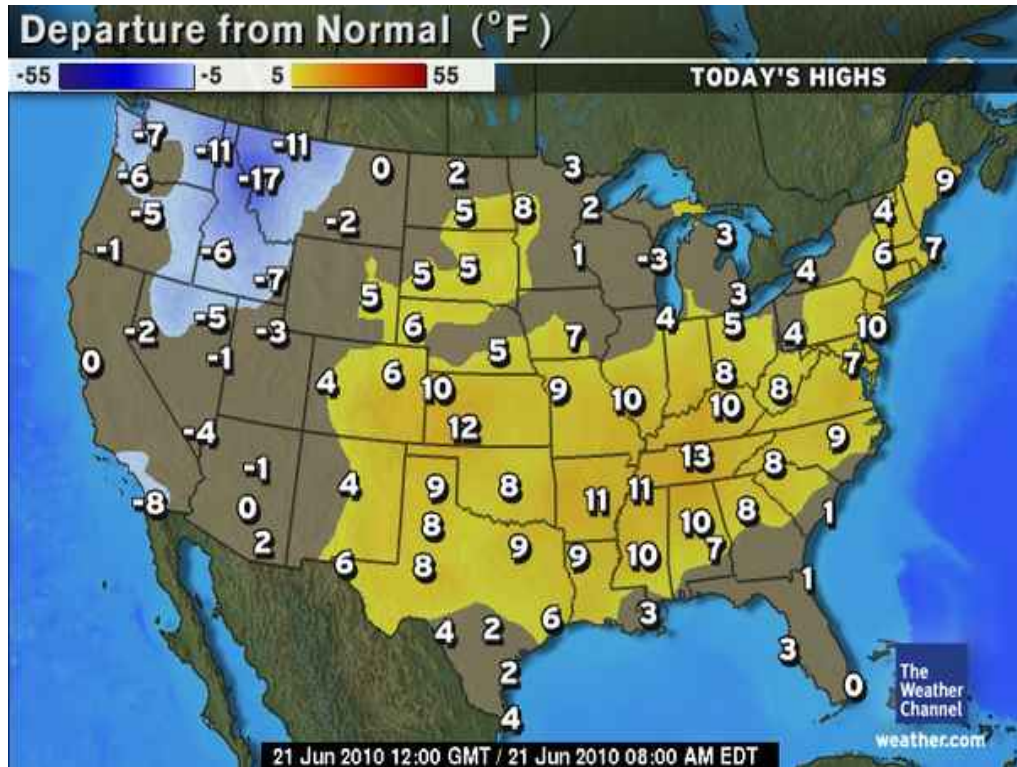 Departure from Normal (°F)
-55 -5 5 55 TODAY'S HIGHS
-7 -11 -11 0 2 3
-6 -17 9
-5 -2 5 8 2 4
-1 -6 1 -3 3 6 7
-7 5 5 5 4
-2 -5 -3 6 7 4 3 5 4 10
0 -1 5 7
4 6 10 9 10 8 8
12 10
-4 9
-1 4 9 8 13 8
-8 0 11 11
2 8 10 8 1
6 8 9 9 10 7
1
4 2 6 3
2 3 0
4
The
Weather
Channel
weather.com
21 Jun 2010 12:00 GMT / 21 Jun 2010 08:00 AM EDT